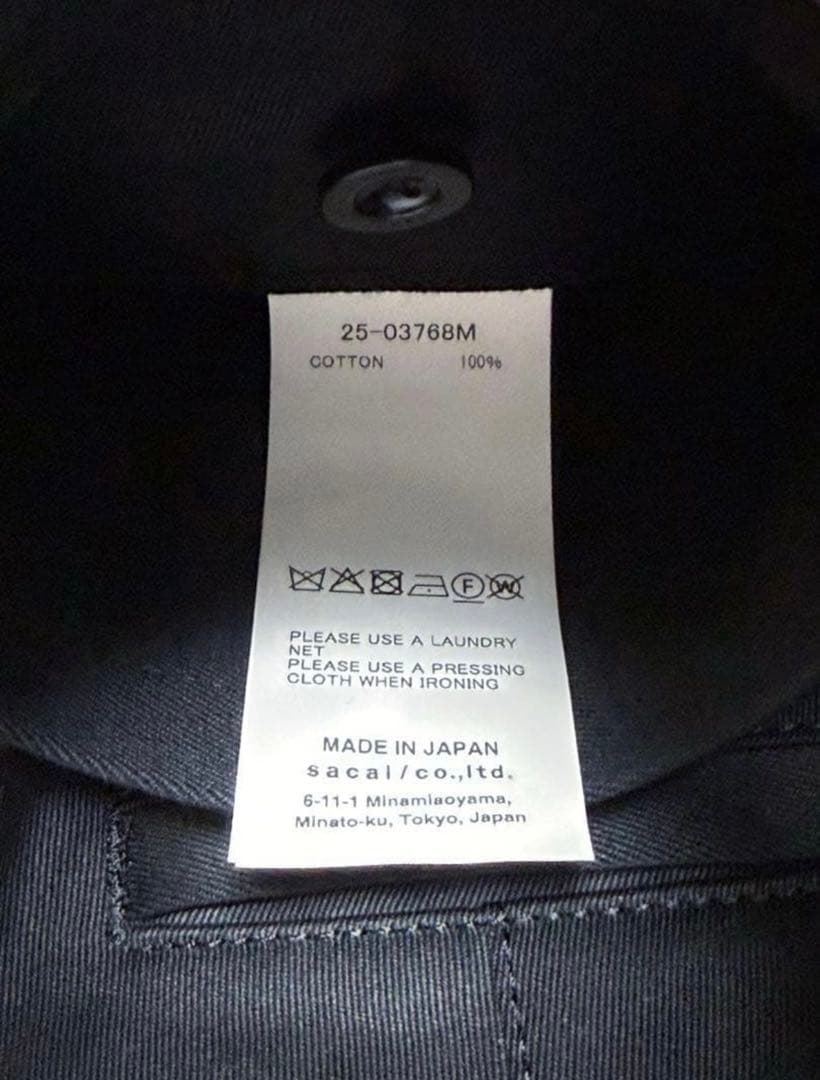 25-03768M
COTTON 100%
F W
PLEASE USE A LAUNDRY
NET
PLEASE USE A PRESSING
CLOTH WHEN IRONING
MADE IN JAPAN
sacai/co.,ltd.
6-11-1 Minamiaoyama,
Minato-ku, Tokyo, Japan